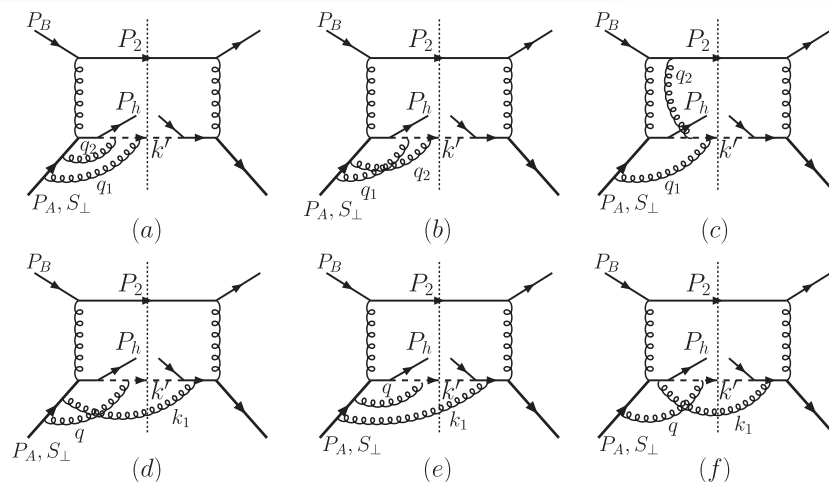 P_B P_2 P_h q_2 k' q_1 P_A, S_⊥ (a)
P_B P_2 P_h q_1 q_2 k' P_A, S_⊥ (b)
P_B P_2 q_2 P_h k' q_1 P_A, S_⊥ (c)
P_B P_2 P_h k' q k_1 P_A, S_⊥ (d)
P_B P_2 P_h q k' k_1 P_A, S_⊥ (e)
P_B P_2 P_h k' q k_1 P_A, S_⊥ (f)